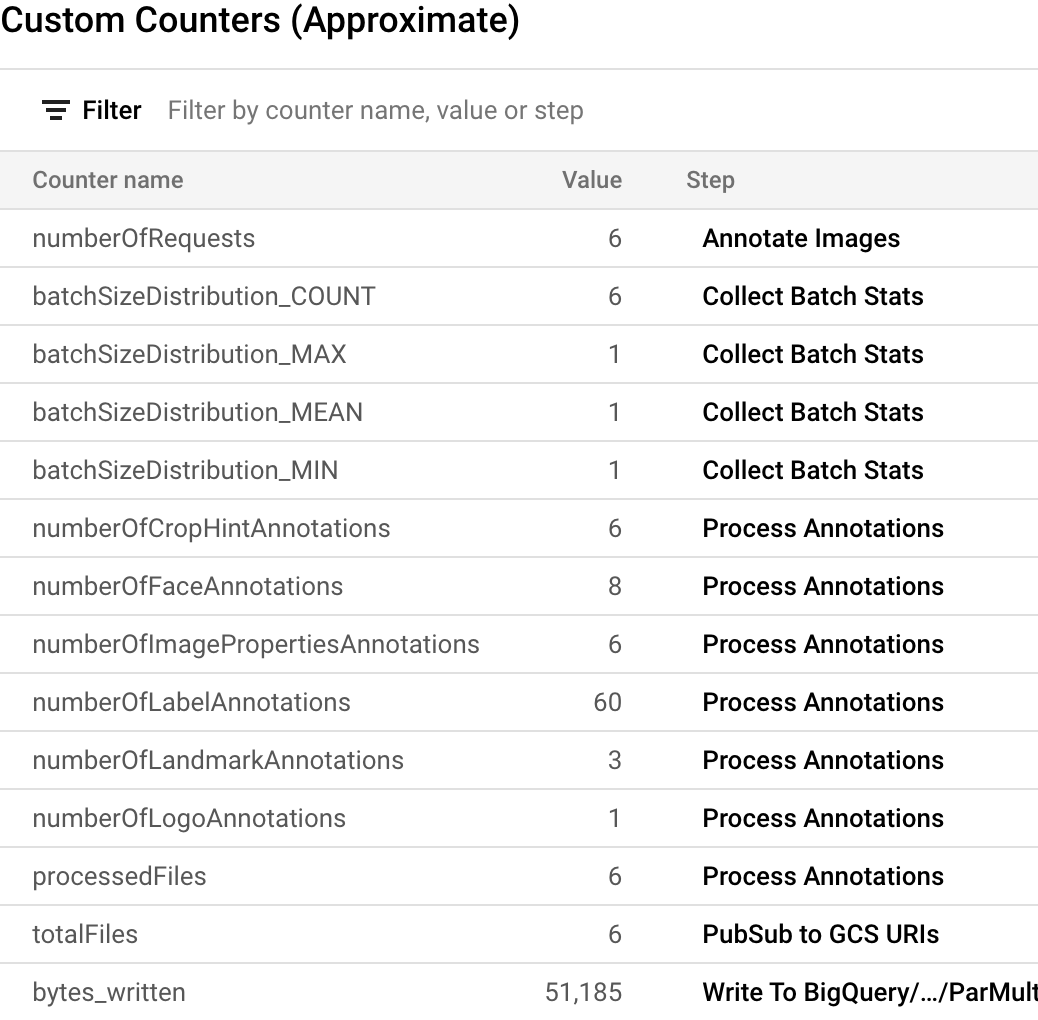 Custom Counters (Approximate)
Filter Filter by counter name, value or step
Counter name Value Step
numberOfRequests 6 Annotate Images
batchSizeDistribution_COUNT 6 Collect Batch Stats
batchSizeDistribution_MAX 1 Collect Batch Stats
batchSizeDistribution_MEAN 1 Collect Batch Stats
batchSizeDistribution_MIN 1 Collect Batch Stats
numberOfCropHintAnnotations 6 Process Annotations
numberOfFaceAnnotations 8 Process Annotations
numberOfImagePropertiesAnnotations 6 Process Annotations
numberOfLabelAnnotations 60 Process Annotations
numberOfLandmarkAnnotations 3 Process Annotations
numberOfLogoAnnotations 1 Process Annotations
processedFiles 6 Process Annotations
totalFiles 6 PubSub to GCS URIs
bytes_written 51,185 Write To BigQuery/.../ParMult